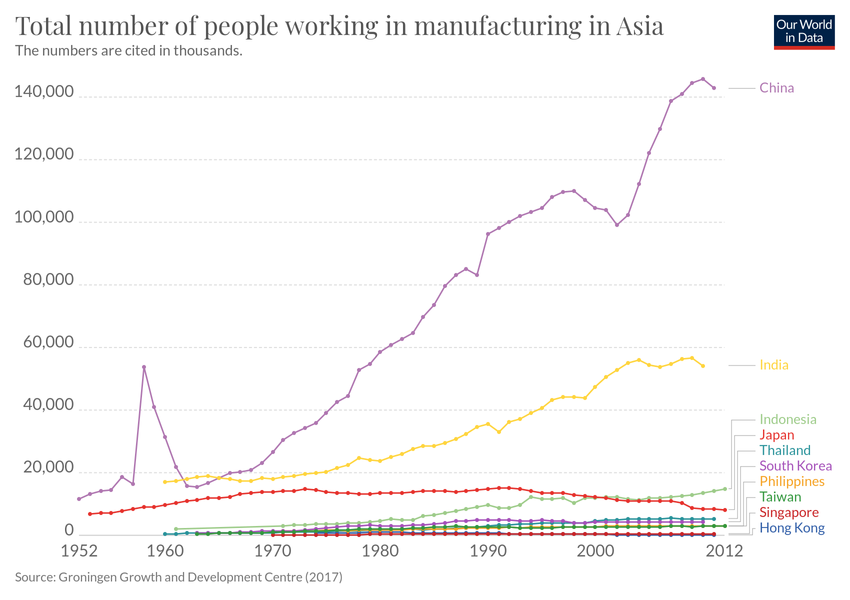 Total number of people working in manufacturing in Asia
The numbers are cited in thousands.
Our World
in Data
140,000
120,000
100,000
80,000
60,000
40,000
20,000
0
1952
1960
1970
1980
1990
2000
2012
China
India
Indonesia
Japan
Thailand
South Korea
Philippines
Taiwan
Singapore
Hong Kong
Source: Groningen Growth and Development Centre (2017)